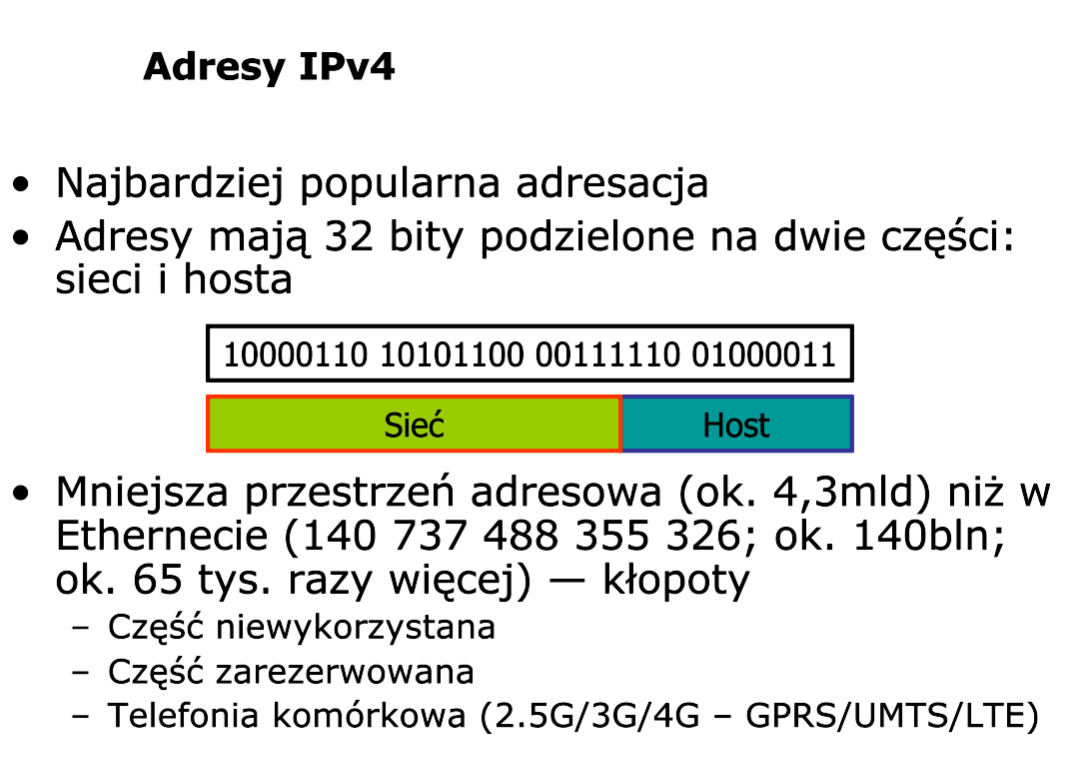 Adresy IPv4
• Najbardziej popularna adresacja
• Adresy mają 32 bity podzielone na dwie części:
sieci i hosta
10000110 10101100 00111110 01000011
Sieć Host
• Mniejsza przestrzeń adresowa (ok. 4,3mld) niż w
Ethernecie (140 737 488 355 326; ok. 140bln;
ok. 65 tys. razy więcej) — kłopoty
– Część niewykorzystana
– Część zarezerwowana
– Telefonia komórkowa (2.5G/3G/4G – GPRS/UMTS/LTE)